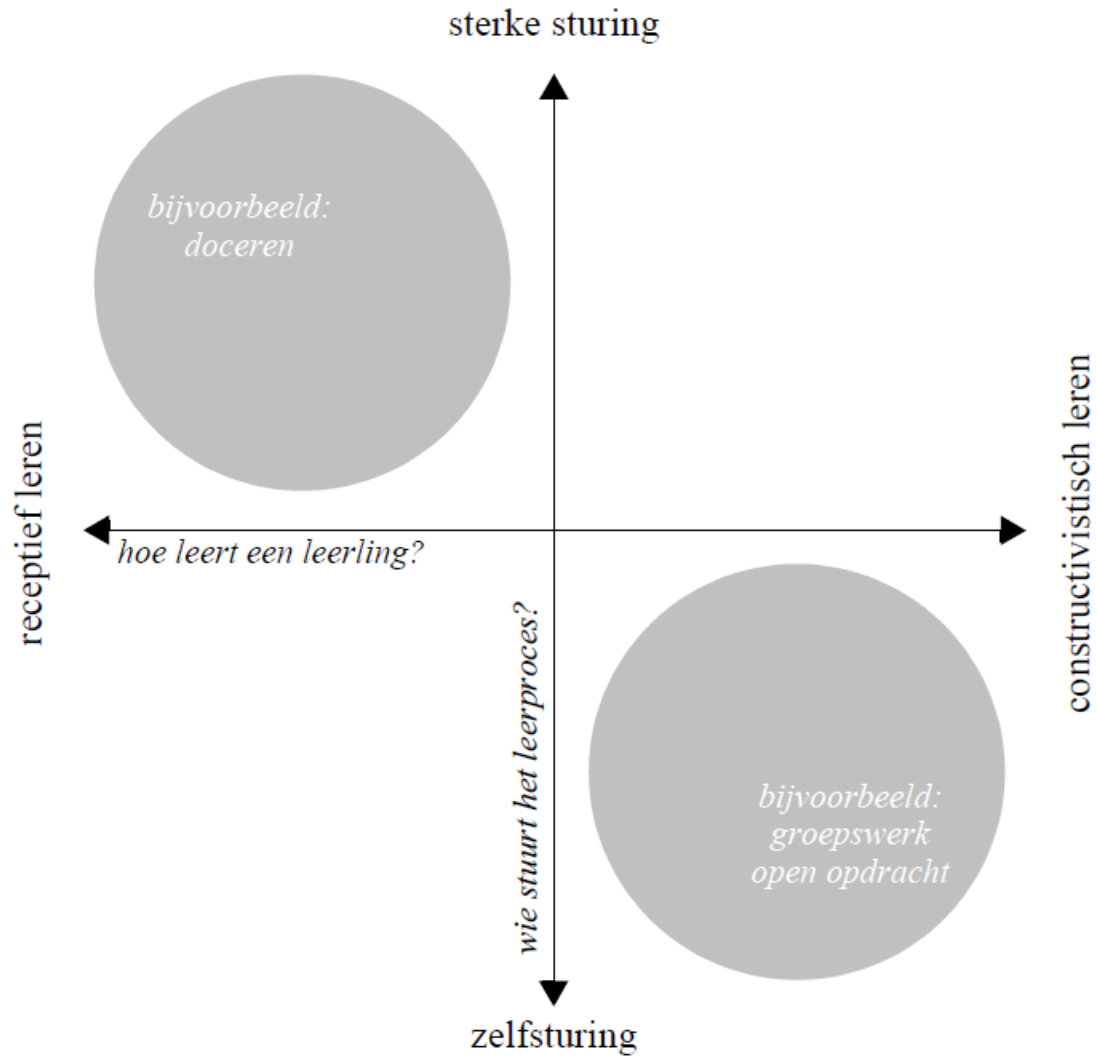 sterke sturing
bijvoorbeeld:
doceren
receptief leren
constructivistisch leren
hoe leert een leerling?
wie stuurt het leerproces?
bijvoorbeeld:
groepswerk
open opdracht
zelfsturing